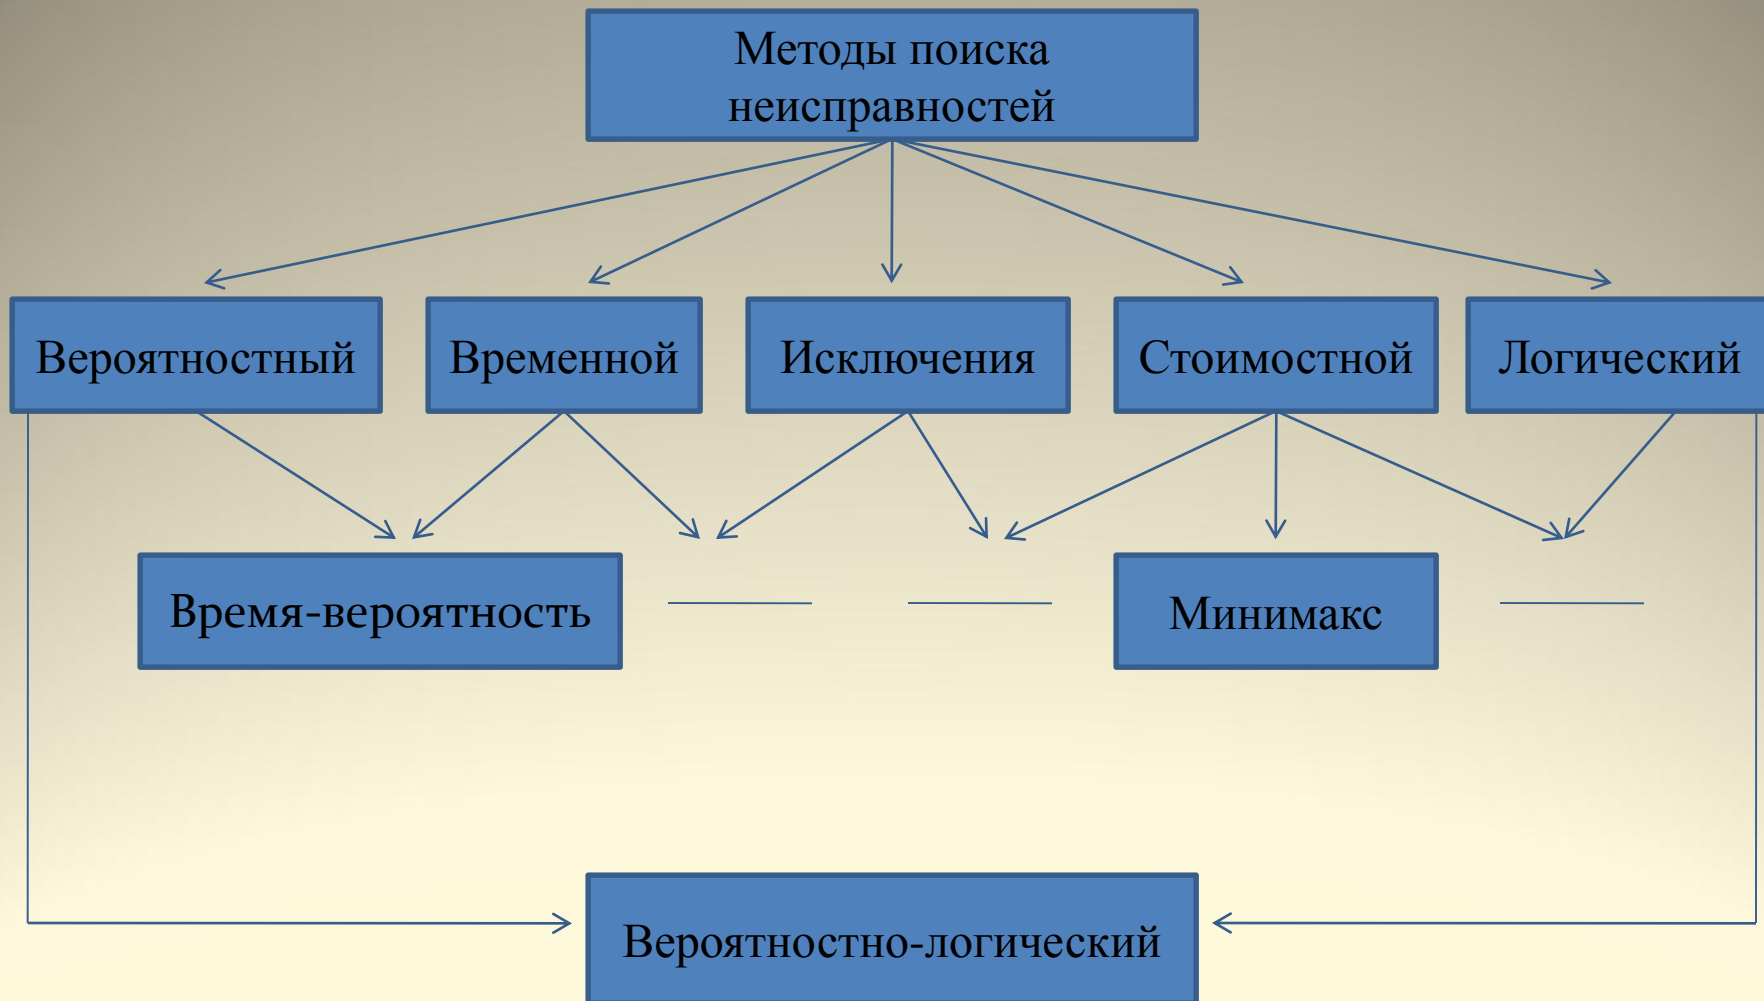 Методы поиска
неисправностей
Вероятностный
Временной
Исключения
Стоимостной
Логический
Время-вероятность
Минимакс
Вероятностно-логический